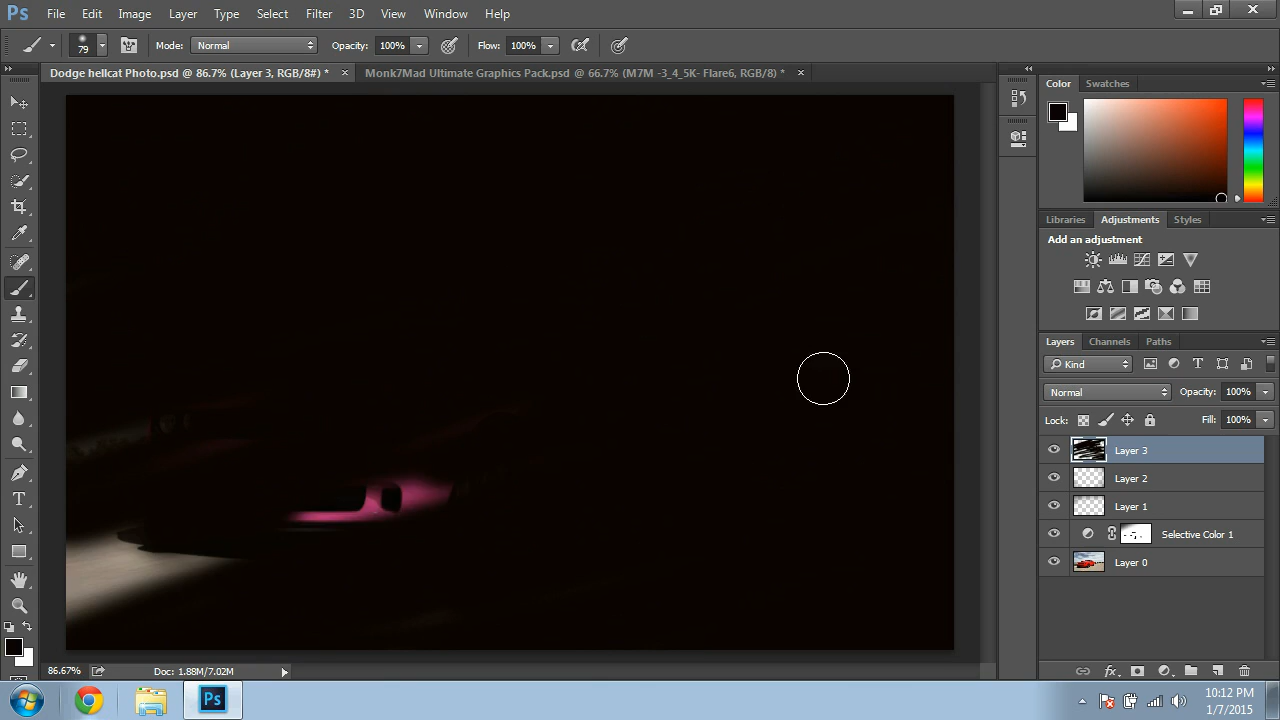 Ps File Edit Image Layer Type Select Filter 3D View Window Help
79 Mode: Normal Opacity: 100% Flow: 100%
Dodge hellcat Photo.psd @ 86.7% (Layer 3, RGB/8#) * × Monk7Mad Ultimate Graphics Pack.psd @ 66.7% (M7M -3_4_5K- Flare6, RGB/8) * ×
Color Swatches
Libraries Adjustments Styles
Add an adjustment
Layers Channels Paths
Kind T
Normal Opacity: 100%
Lock: Fill: 100%
Layer 3
Layer 2
Layer 1
Selective Color 1
Layer 0
86.67% Doc: 1.88M/7.02M
Ps 10:12 PM
1/7/2015